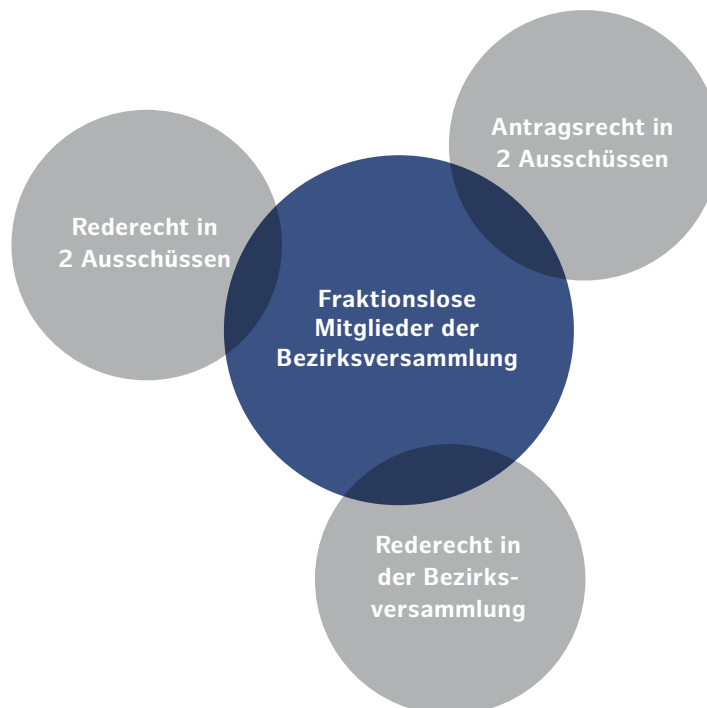 Antragsrecht in
2 Ausschüssen
Rederecht in
2 Ausschüssen
Fraktionslose
Mitglieder der
Bezirksversammlung
Rederecht in
der Bezirks-
versammlung